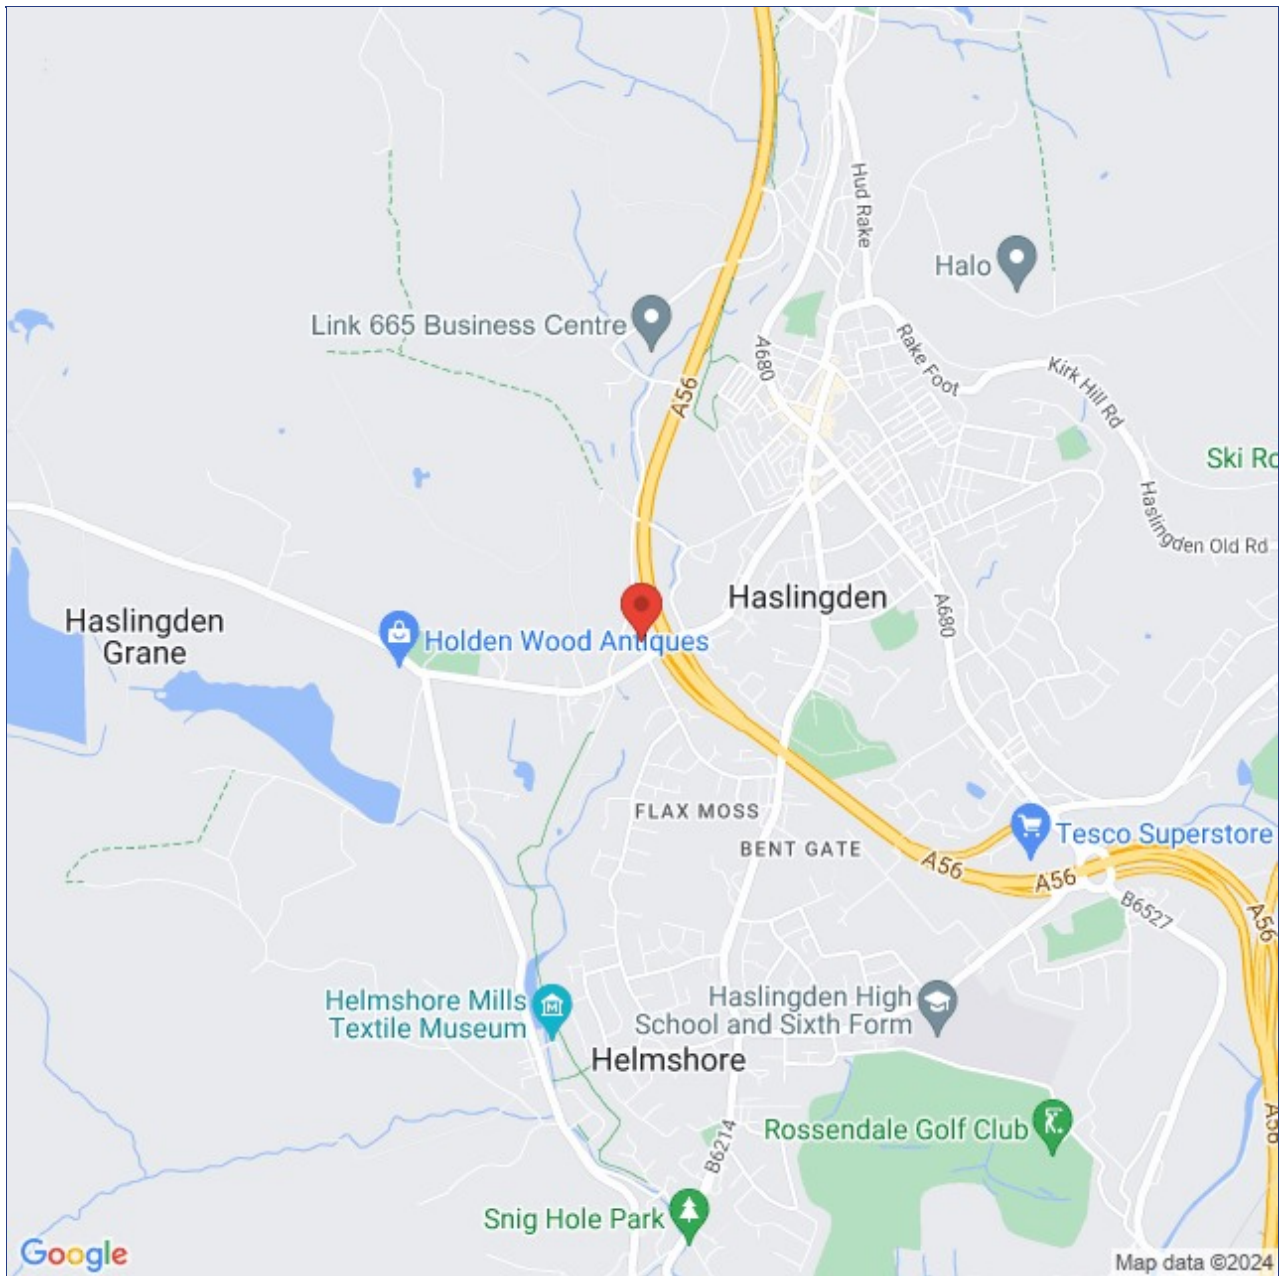 Hud Rake
Halo
Link 665 Business Centre
A680
Rake Foot
Kirk Hill Rd
A56
Ski Ro
Haslingden Old Rd
Haslingden
Grane
Holden Wood Antiques
Haslingden
A680
FLAX MOSS
BENT GATE
Tesco Superstore
A56
A56
B6527
A56
Helmshore Mills
Textile Museum
Haslingden High
School and Sixth Form
Helmshore
Rossendale Golf Club
B6214
A56
Snig Hole Park
Google
Map data ©2024